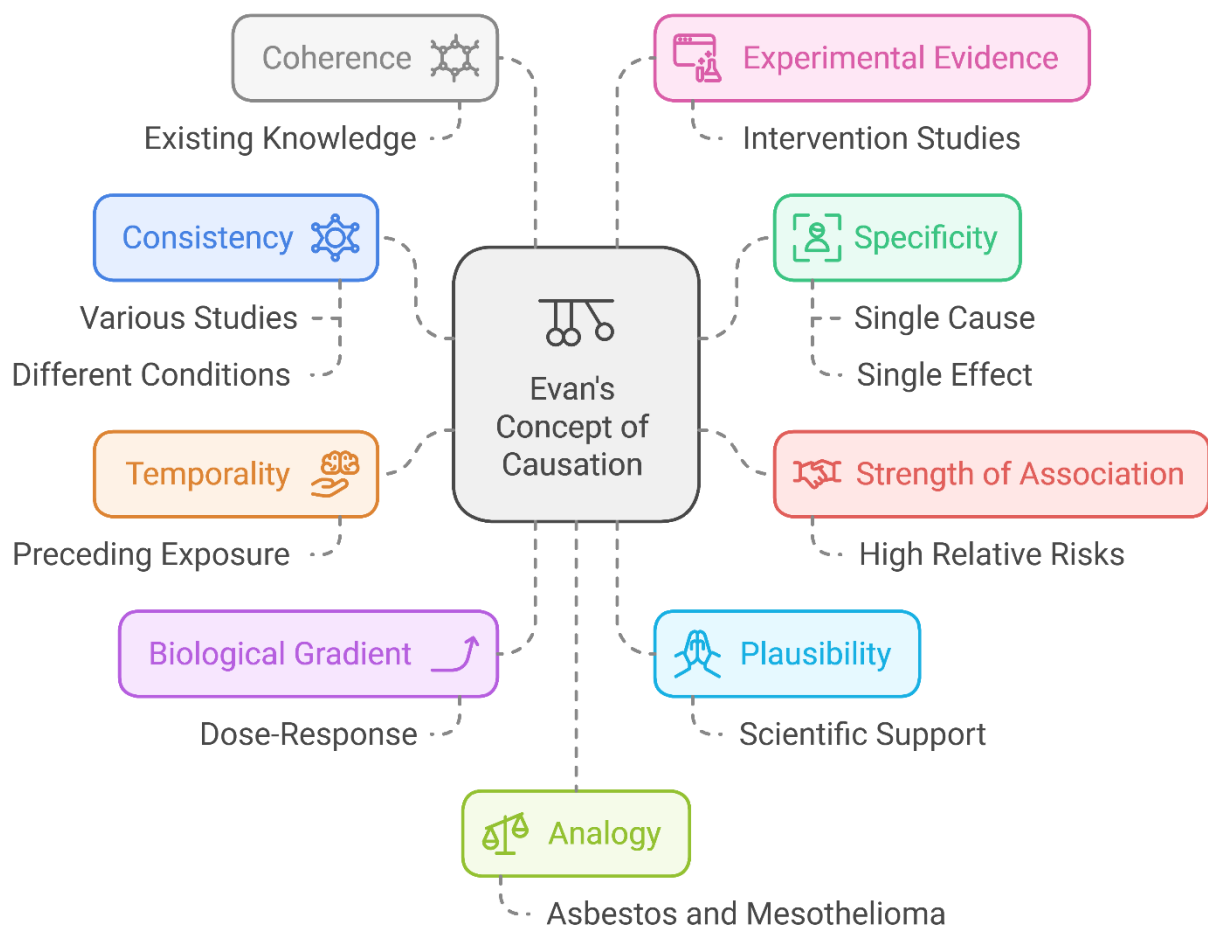 Coherence
Existing Knowledge
Experimental Evidence
Intervention Studies
Consistency
Various Studies
Different Conditions
Specificity
Single Cause
Single Effect
Evan's
Concept of
Causation
Temporality
Preceding Exposure
Strength of Association
High Relative Risks
Biological Gradient
Dose-Response
Plausibility
Scientific Support
Analogy
Asbestos and Mesothelioma